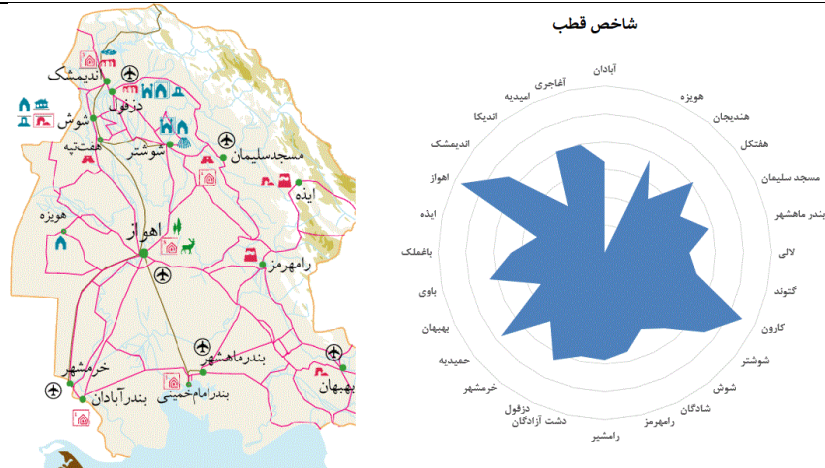 اندیمشک
دزفول
شوش
هفت‌تپه
شوشتر
مسجدسلیمان
ایذه
هویزه
اهواز
رامهرمز
خرمشهر
بندرماهشهر
بهبهان
بندرآبادان
بندرامام‌خمینی
شاخص قطب
آبادان
هویزه
هندیجان
هفتکل
مسجد سلیمان
بندر ماهشهر
لالی
گتوند
کارون
شوشتر
شوش
شادگان
رامهرمز
رامشیر
دشت آزادگان
دزفول
خرمشهر
حمیدیه
بهبهان
باوی
باغملک
ایذه
اهواز
اندیمشک
اندیکا
امیدیه
آغاجری